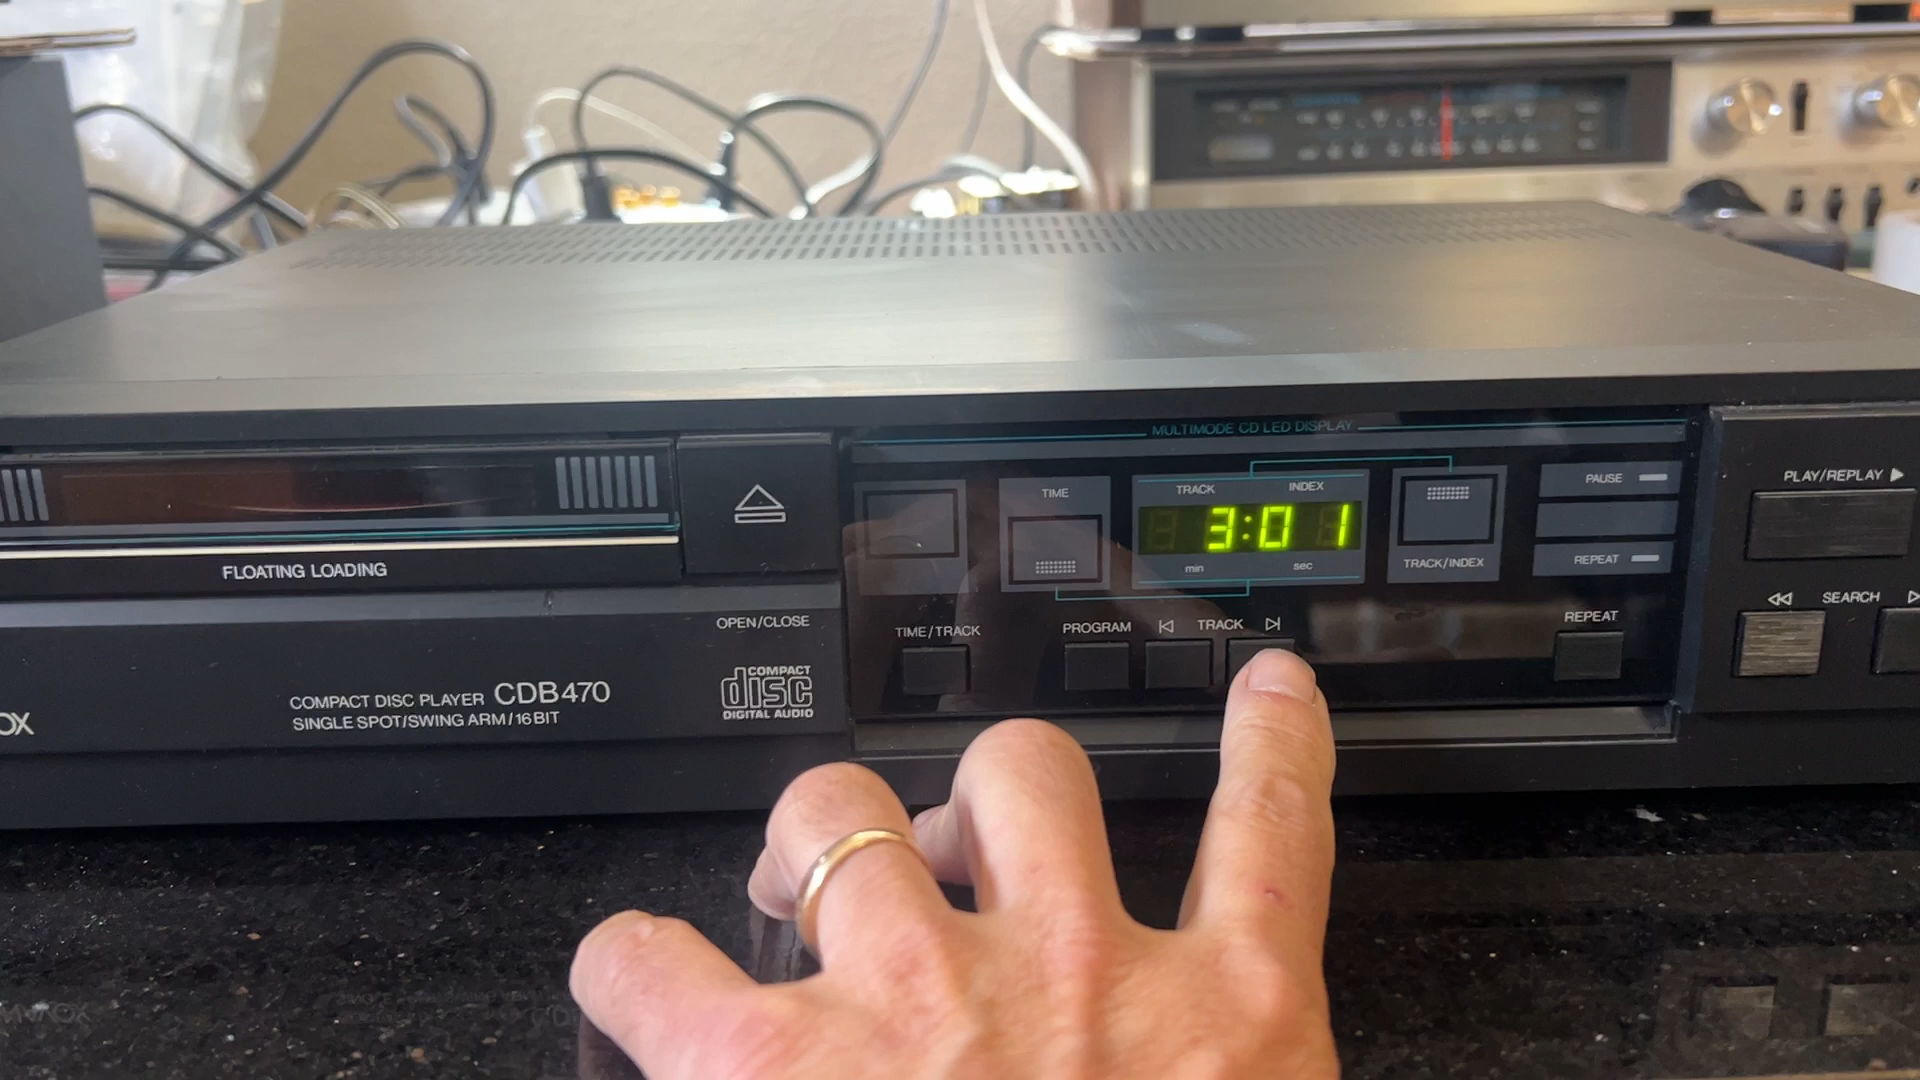 MULTIMODE CD LED DISPLAY
TIME
TRACK INDEX
3:01
min sec
TRACK/INDEX
PAUSE
REPEAT
PLAY/REPLAY
FLOATING LOADING
OPEN/CLOSE
TIME/TRACK
PROGRAM
TRACK
REPEAT
SEARCH
OX
COMPACT DISC PLAYER CDB470
SINGLE SPOT/SWING ARM/16 BIT
COMPACT
disc
DIGITAL AUDIO